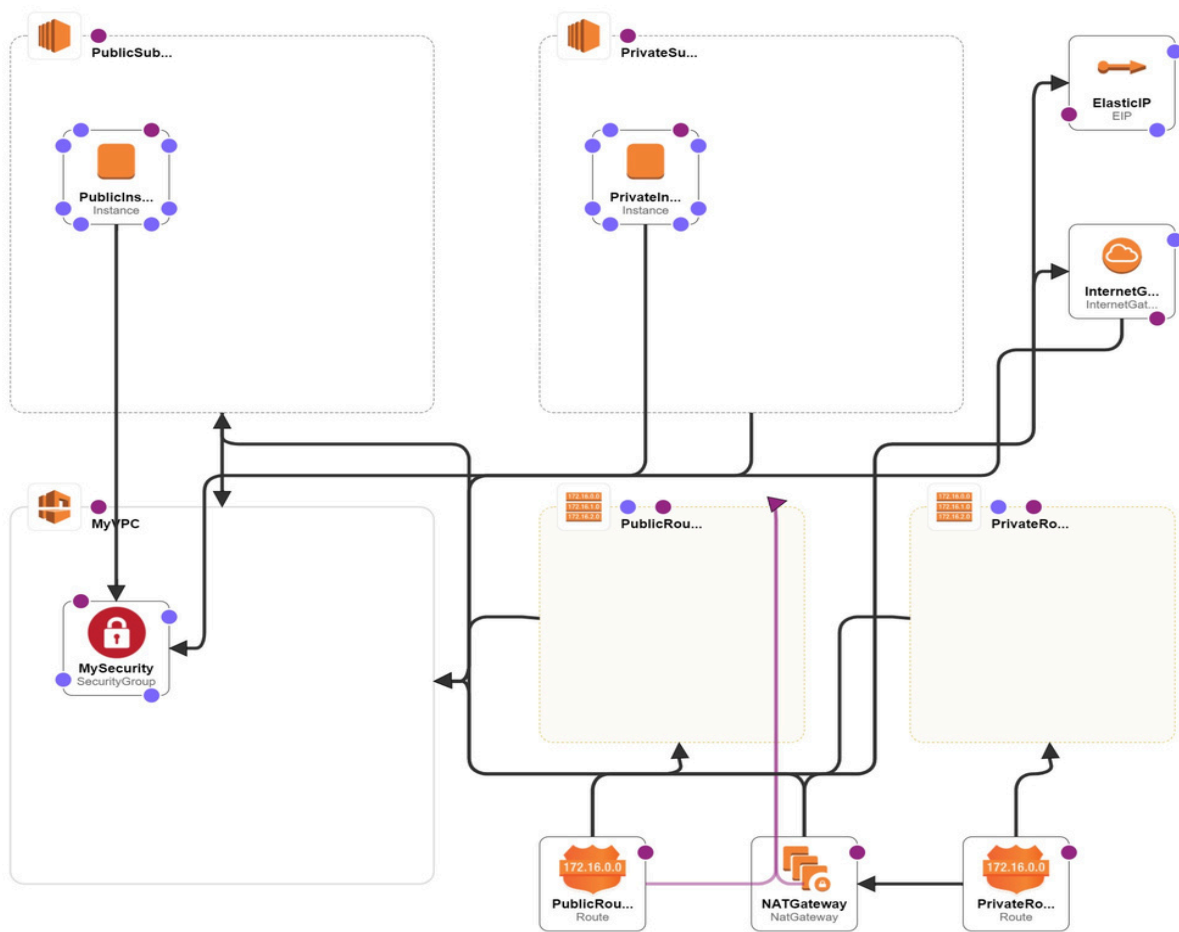 PublicSub...
PrivateSu...
ElasticIP
EIP
PublicIns...
Instance
PrivateIn...
Instance
InternetG...
InternetGat...
MyVPC
172.16.0.0
172.16.1.0
172.16.2.0
PublicRou...
172.16.0.0
172.16.1.0
172.16.2.0
PrivateRo...
MySecurity
SecurityGroup
172.16.0.0
PublicRou...
Route
NATGateway
NatGateway
172.16.0.0
PrivateRo...
Route